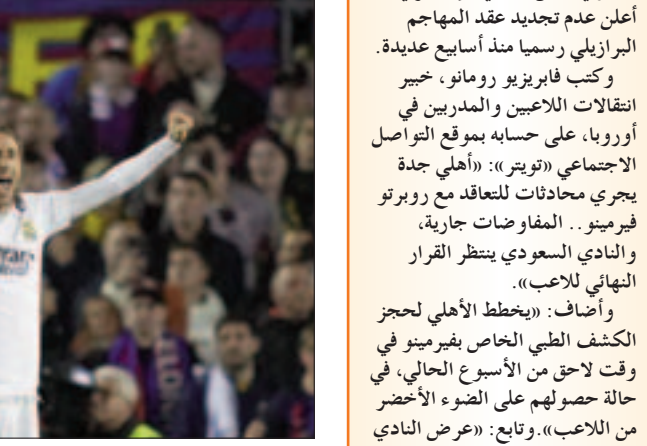 أعلن عدم تجديد عقد المهاجم
البرازيلي رسميا منذ أسابيع عديدة.
وكتب فابريزيو رومانو، خبير
انتقالات اللاعبين والمدربين في
أوروبا، على حسابه بموقع التواصل
الاجتماعي «تويتر»: «أهلي جدة
يجري محادثات للتعاقد مع روبرتو
فيرمينو.. المفاوضات جارية،
والنادي السعودي ينتظر القرار
النهائي للاعب».
وأضاف: «يخطط الأهلي لحجز
الكشف الطبي الخاص بفيرمينو في
وقت لاحق من الأسبوع الحالي، في
حالة حصولهم على الضوء الأخضر
من اللاعب».وتابع: «عرض النادي